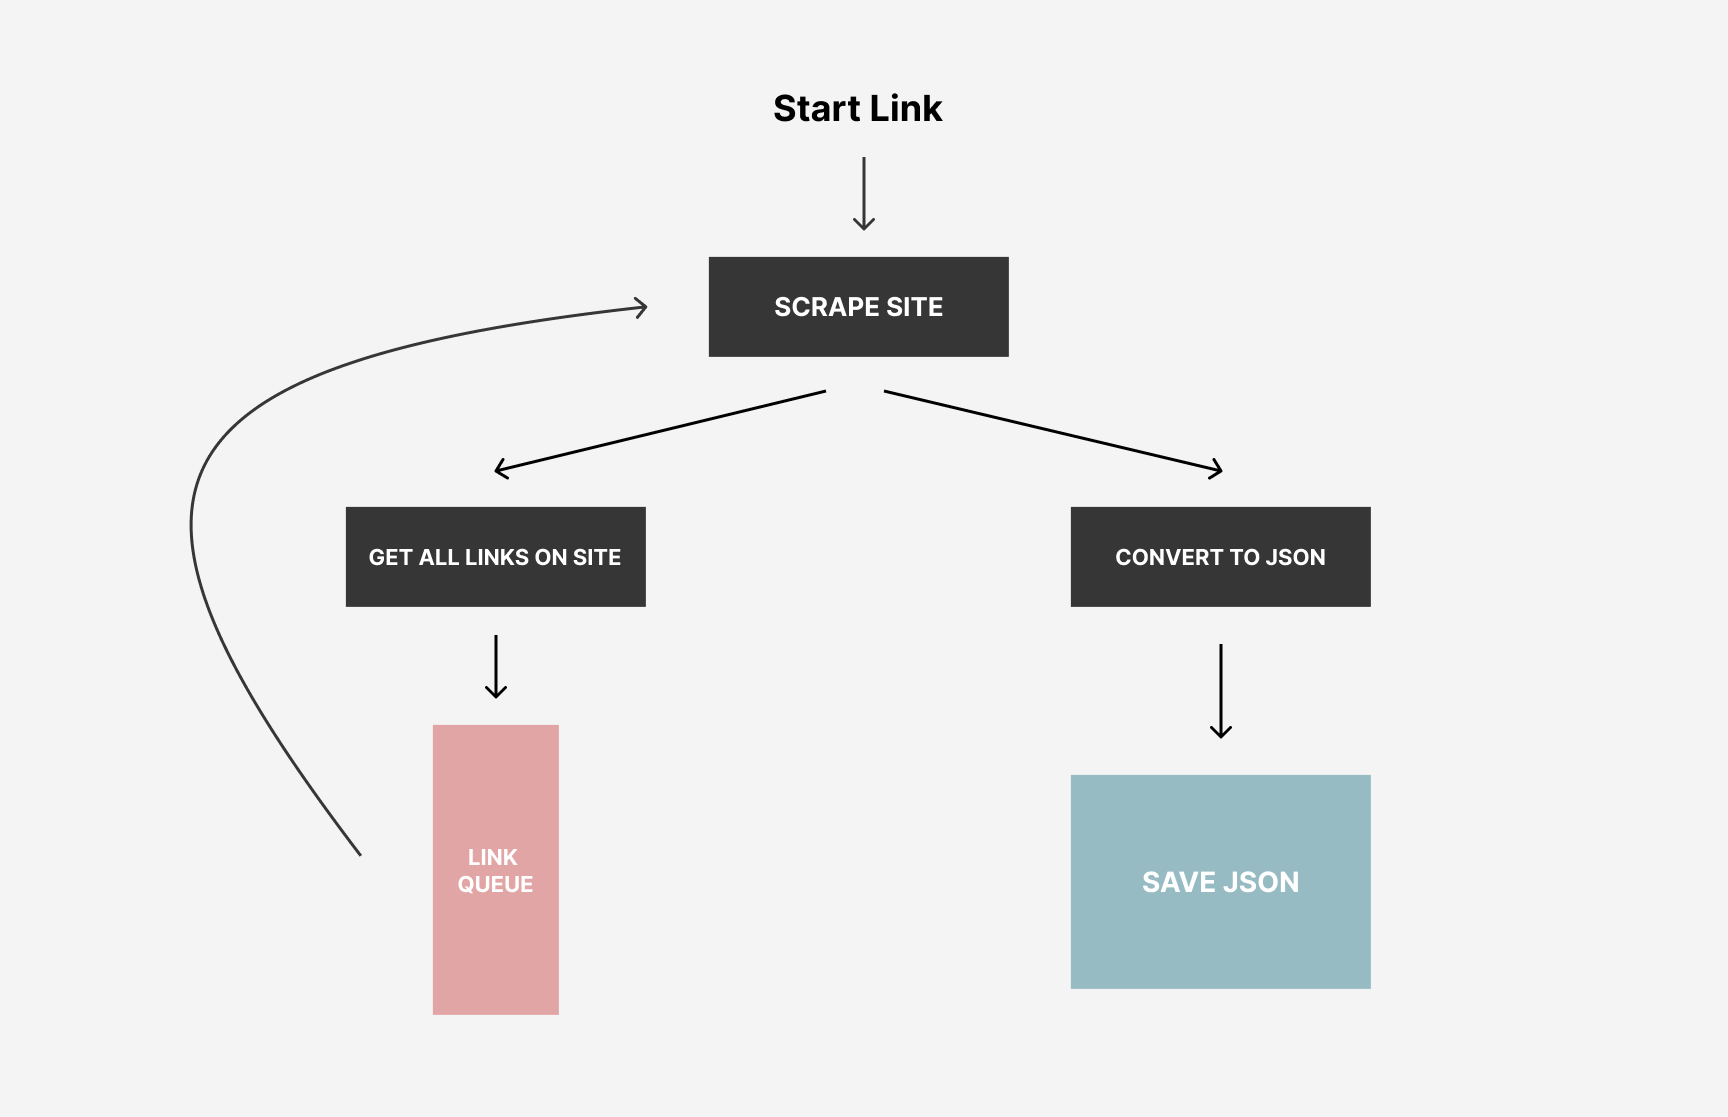 Start Link
SCRAPE SITE
GET ALL LINKS ON SITE
CONVERT TO JSON
LINK
QUEUE
SAVE JSON